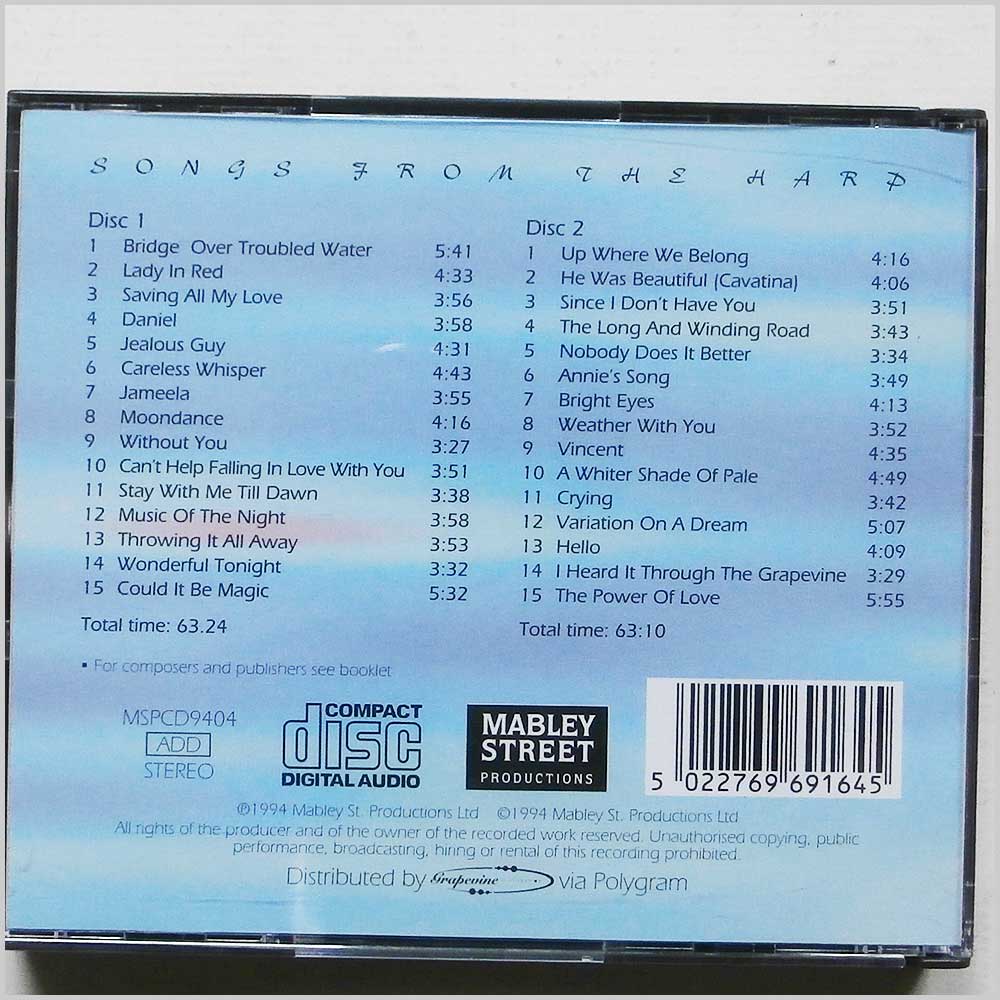 SONGS FROM THE HARP
Disc 1
1 Bridge Over Troubled Water 5:41
2 Lady In Red 4:33
3 Saving All My Love 3:56
4 Daniel 3:58
5 Jealous Guy 4:31
6 Careless Whisper 4:43
7 Jameela 3:55
8 Moondance 4:16
9 Without You 3:27
10 Can't Help Falling In Love With You 3:51
11 Stay With Me Till Dawn 3:38
12 Music Of The Night 3:58
13 Throwing It All Away 3:53
14 Wonderful Tonight 3:32
15 Could It Be Magic 5:32
Total time: 63.24
Disc 2
1 Up Where We Belong 4:16
2 He Was Beautiful (Cavatina) 4:06
3 Since I Don't Have You 3:51
4 The Long And Winding Road 3:43
5 Nobody Does It Better 3:34
6 Annie's Song 3:49
7 Bright Eyes 4:13
8 Weather With You 3:52
9 Vincent 4:35
10 A Whiter Shade Of Pale 4:49
11 Crying 3:42
12 Variation On A Dream 5:07
13 Hello 4:09
14 I Heard It Through The Grapevine 3:29
15 The Power Of Love 5:55
Total time: 63:10
▪ For composers and publishers see booklet
MSPCD9404
ADD
STEREO
COMPACT
disc
DIGITAL AUDIO
MABLEY
STREET
PRODUCTIONS
5 022769 691645
℗1994 Mabley St. Productions Ltd ©1994 Mabley St. Productions Ltd
All rights of the producer and of the owner of the recorded work reserved. Unauthorised copying, public
performance, broadcasting, hiring or rental of this recording prohibited.
Distributed by Grapevine via Polygram